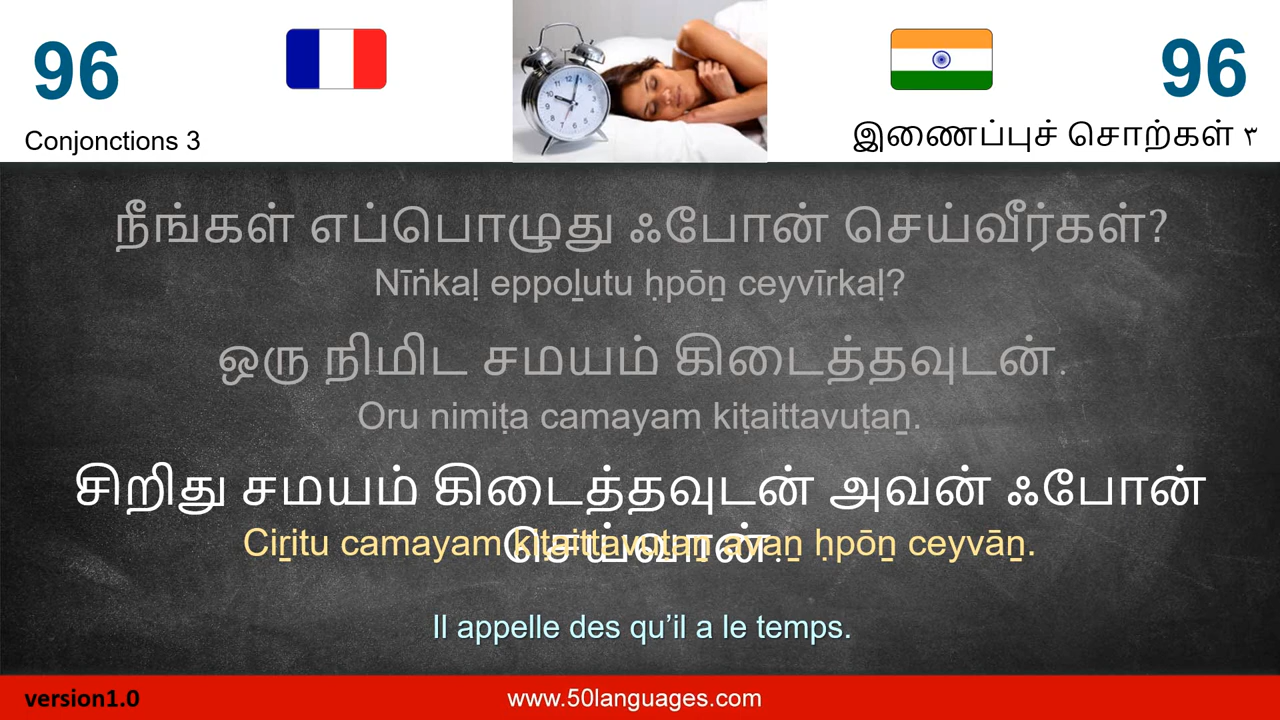 96
96
Conjonctions 3
இணைப்புச் சொற்கள் ३
நீங்கள் எப்பொழுது ஃபோன் செய்வீர்கள்?
Nīṅkaḷ eppoḻutu ḥpōṉ ceyvīrkaḷ?
ஒரு நிமிட சமயம் கிடைத்தவுடன்.
Oru nimiṭa camayam kiṭaittavuṭaṉ.
சிறிது சமயம் கிடைத்தவுடன் அவன் ஃபோன்
செய்வான்.
Ciṟitu camayam kiṭaittavuṭaṉ avaṉ ḥpōṉ ceyvāṉ.
Il appelle des qu’il a le temps.
version1.0
www.50languages.com